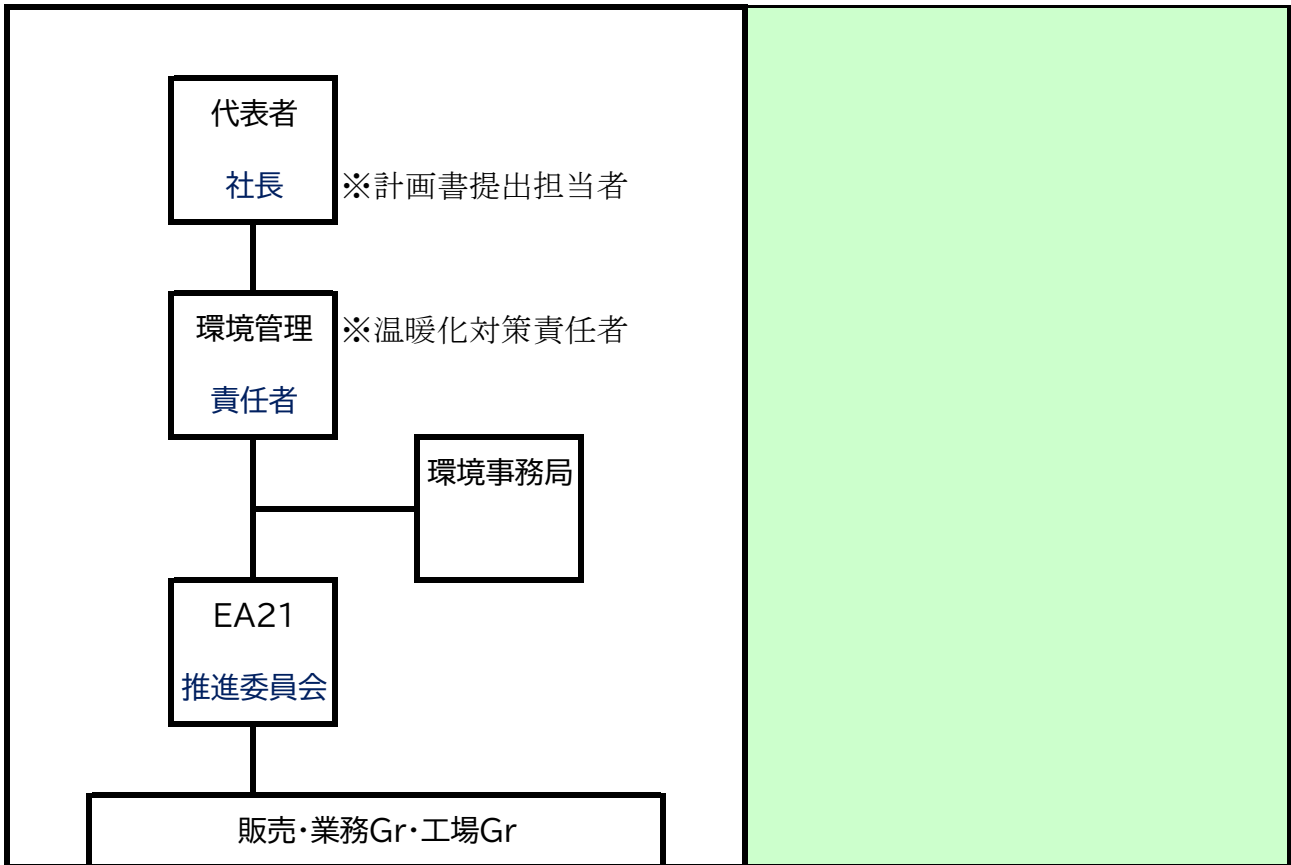 代表者
社長 ※計画書提出担当者
環境管理 ※温暖化対策責任者
責任者
環境事務局
EA21
推進委員会
販売・業務Gr・工場Gr